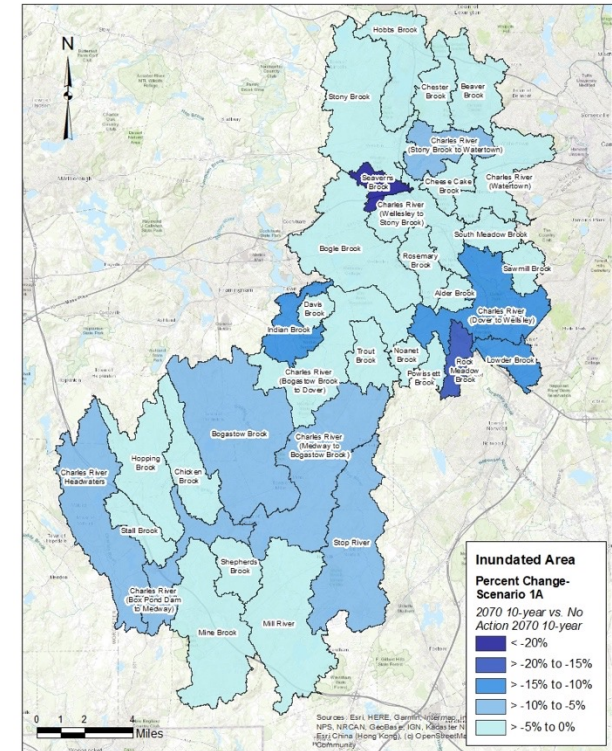 N
Hobbs Brook
Stony Brook
Chester
Brook
Beaver
Brook
Charles River
(Stony Brook to Watertown)
Seaverns
Brook
Cheese Cake
Brook
Charles River
(Watertown)
Charles River
(Wellesley to
Stony Brook)
South Meadow Brook
Bogle Brook
Rosemary
Brook
Sawmill Brook
Alder Brook
Davis
Brook
Indian Brook
Charles River
(Dover to Wellsley)
Trout
Brook
Noanet
Brook
Powissett
Brook
Rock
Meadow
Brook
Lowder Brook
Charles River
(Bogastow Brook
to Dover)
Bogastow Brook
Charles River
(Medway to
Bogastow Brook)
Charles River
Headwaters
Hopping
Brook
Chicken
Brook
Stall Brook
Stop River
Shepherds
Brook
Charles River
(Box Pond Dam
to Medway)
Mine Brook
Mill River
Inundated Area
Percent Change-
Scenario 1A
2070 10-year vs. No
Action 2070 10-year
< -20%
> -20% to -15%
> -15% to -10%
> -10% to -5%
> -5% to 0%
0 1 2 4
Miles
Sources: Esri, HERE, Garmin, Intermap,
NPS, NRCAN, GeoBase, IGN, Kadaster N
Esri China (Hong Kong), (c) OpenStreetMa
Community